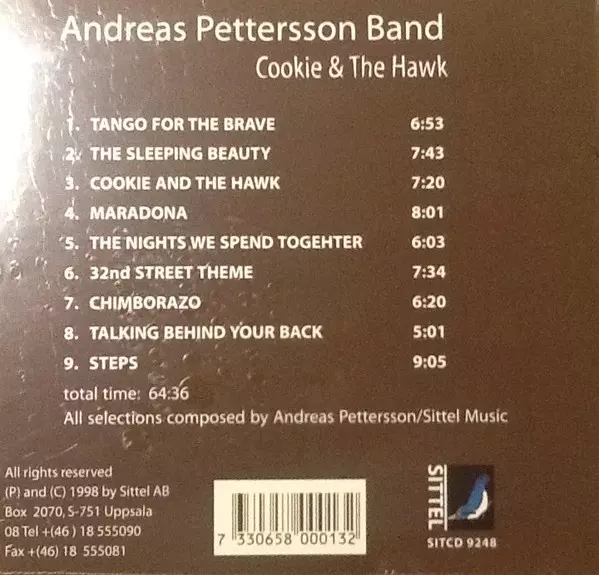 Andreas Pettersson Band
Cookie & The Hawk
1. TANGO FOR THE BRAVE 6:53
2. THE SLEEPING BEAUTY 7:43
3. COOKIE AND THE HAWK 7:20
4. MARADONA 8:01
5. THE NIGHTS WE SPEND TOGEHTER 6:03
6. 32nd STREET THEME 7:34
7. CHIMBORAZO 6:20
8. TALKING BEHIND YOUR BACK 5:01
9. STEPS 9:05
total time: 64:36
All selections composed by Andreas Pettersson/Sittel Music
All rights reserved
(P) and (C) 1998 by Sittel AB
Box 2070, S-751 Uppsala
08 Tel +(46 ) 18 555090
Fax +(46) 18 555081
7 330658 000132
SITTEL
SITCD 9248